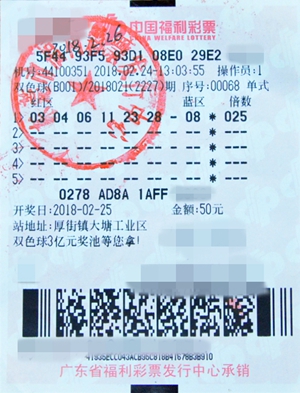 中国福利彩票
CHINA WELFARE LOTTERY
2018.2.26
5F44 93F5 93D1 08E0 29E2
机号:44100351 2018-02-24-13:03:55 操作员:1
双色球(B001)/2018021(2227)期 序号:00068 单式
红区 蓝区 倍数
1> 03 04 06 11 23 28 - 08 * 025
2> *
3> *
4> *
5> *
0278 AD8A 1AFF
开奖日:2018-02-25 金额:50元
站地址:厚街镇大塘工业区
双色球3亿元奖池等您拿!
广东省福利彩票发行中心承销